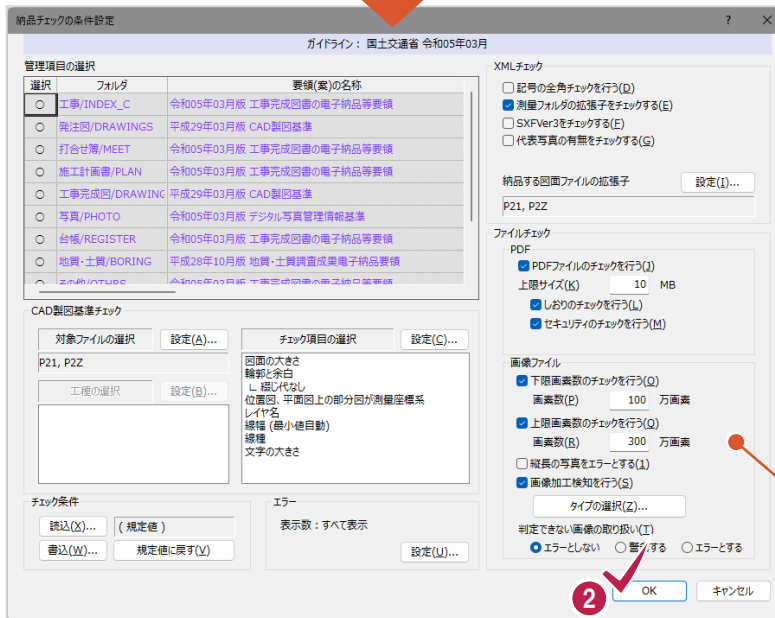 納品チェックの条件設定
? ×
ガイドライン： 国土交通省 令和05年03月
管理項目の選択
選択 フォルダ 要領(案)の名称
○ 工事/INDEX_C 令和05年03月版 工事完成図書の電子納品等要領
○ 発注図/DRAWINGS 平成29年03月版 CAD製図基準
○ 打合せ簿/MEET 令和05年03月版 工事完成図書の電子納品等要領
○ 施工計画書/PLAN 令和05年03月版 工事完成図書の電子納品等要領
○ 工事完成図/DRAWING 平成29年03月版 CAD製図基準
○ 写真/PHOTO 令和05年03月版 デジタル写真管理情報基準
○ 台帳/REGISTER 令和05年03月版 工事完成図書の電子納品等要領
○ 地質・土質/BORING 平成28年10月版 地質・土質調査成果電子納品要領
○ その他/OTHRS 令和05年03月版 工事完成図書の電子納品等要領
CAD製図基準チェック
対象ファイルの選択 設定(A)...
P21, P2Z
工種の選択 設定(B)...
チェック項目の選択 設定(C)...
図面の大きさ
輪郭と余白
∟ 綴じ代なし
位置図、平面図上の部分図が測量座標系
レイヤ名
線幅 (最小値自動)
線種
文字の大きさ
チェック条件
読込(X)... ( 規定値 )
書込(W)... 規定値に戻す(V)
エラー
表示数 : すべて表示
設定(U)...
XMLチェック
記号の全角チェックを行う(D)
測量フォルダの拡張子をチェックする(E)
SXFVer3をチェックする(F)
代表写真の有無をチェックする(G)
納品する図面ファイルの拡張子 設定(I)...
P21, P2Z
ファイルチェック
PDF
PDFファイルのチェックを行う(J)
上限サイズ(K) 10 MB
しおりのチェックを行う(L)
セキュリティのチェックを行う(M)
画像ファイル
下限画素数のチェックを行う(O)
画素数(P) 100 万画素
上限画素数のチェックを行う(Q)
画素数(R) 300 万画素
縦長の写真をエラーとする(1)
画像加工検知を行う(S)
タイプの選択(Z)...
判定できない画像の取り扱い(T)
エラーとしない 警告する エラーとする
2
OK キャンセル